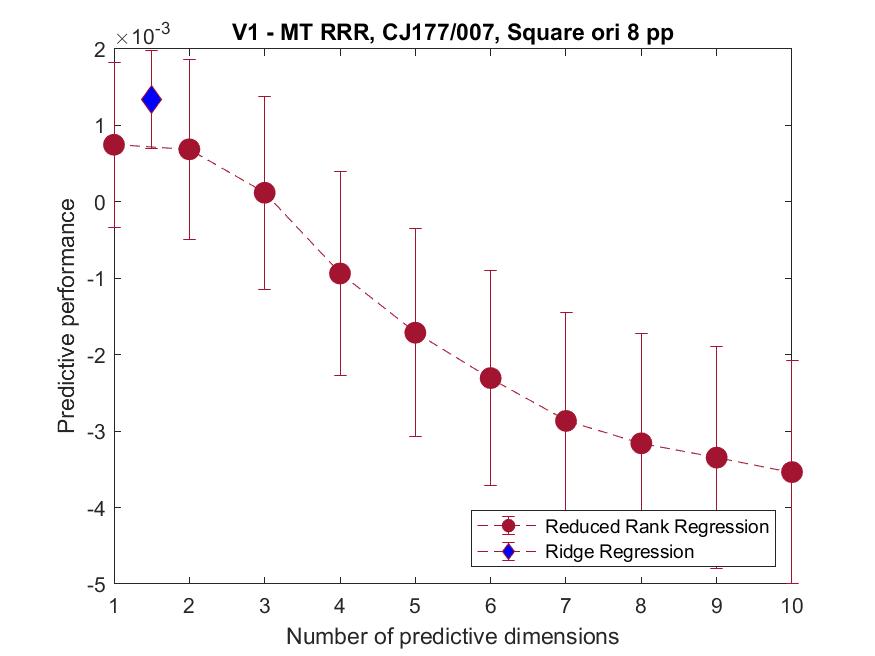 ×10-3
V1 - MT RRR, CJ177/007, Square ori 8 pp
2
1
0
-1
-2
-3
-4
-5
Predictive performance
1 2 3 4 5 6 7 8 9 10
Number of predictive dimensions
Reduced Rank Regression
Ridge Regression